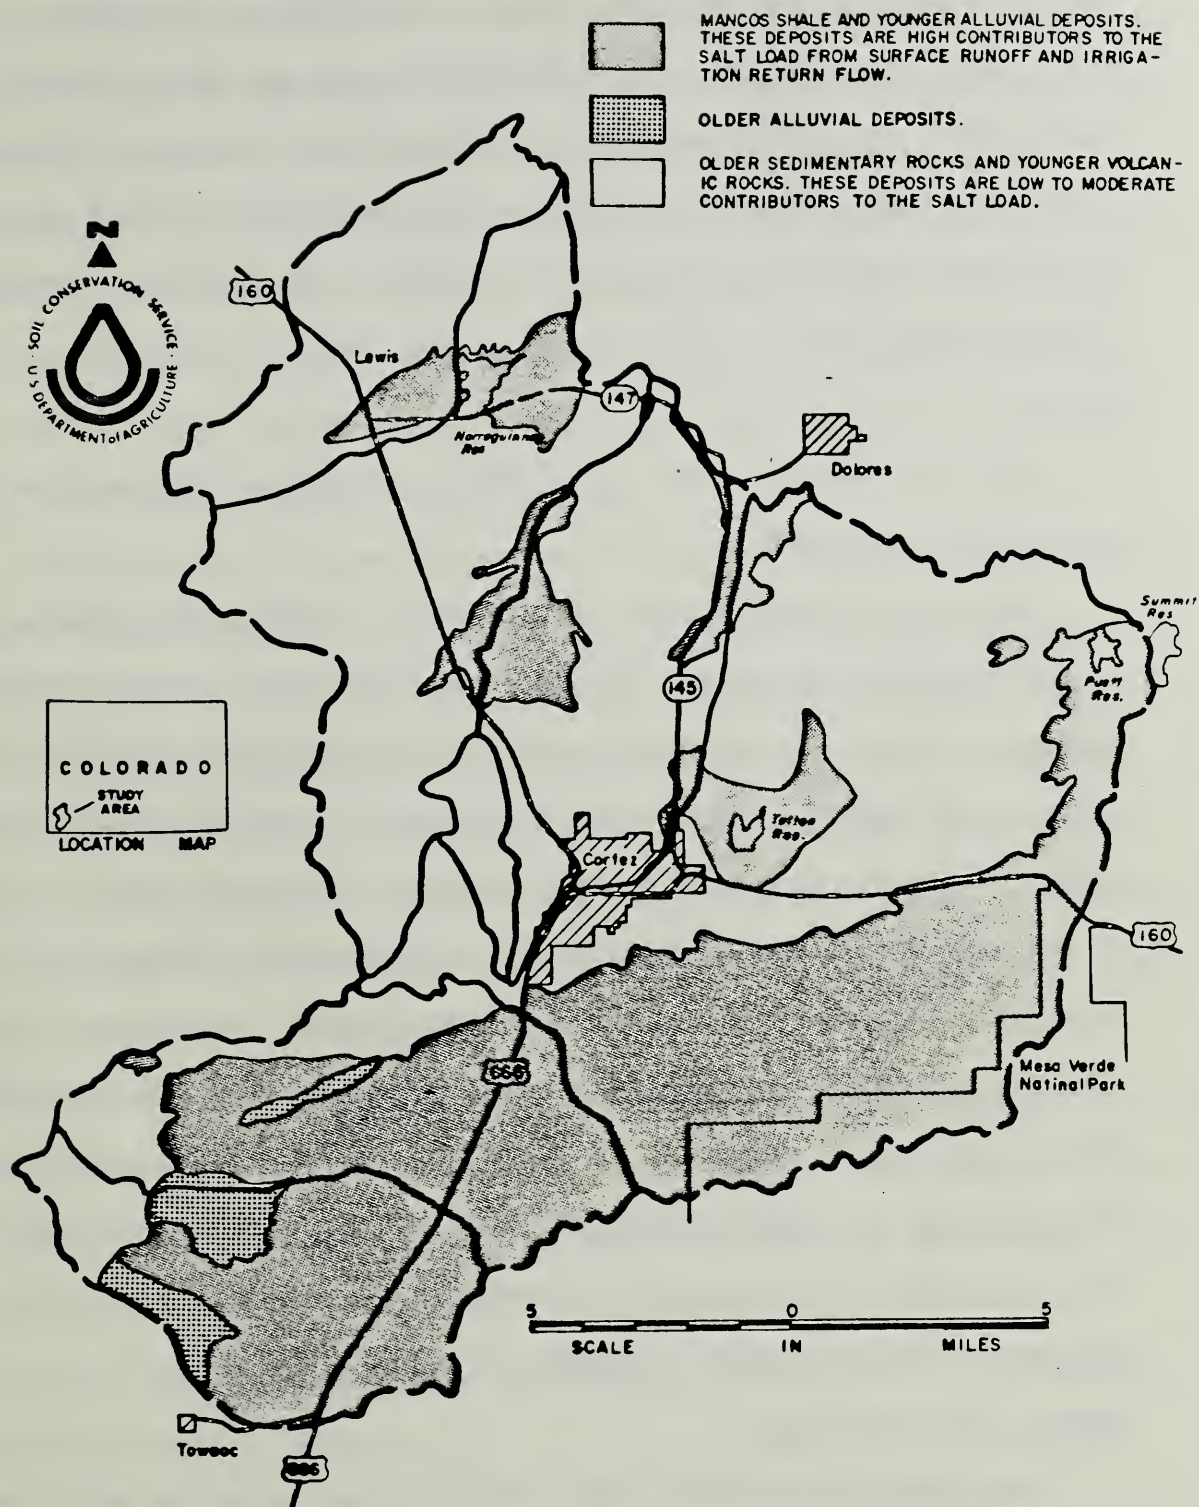 MANCOS SHALE AND YOUNGER ALLUVIAL DEPOSITS.
THESE DEPOSITS ARE HIGH CONTRIBUTORS TO THE
SALT LOAD FROM SURFACE RUNOFF AND IRRIGA-
TION RETURN FLOW.
OLDER ALLUVIAL DEPOSITS.
OLDER SEDIMENTARY ROCKS AND YOUNGER VOLCAN-
IC ROCKS. THESE DEPOSITS ARE LOW TO MODERATE
CONTRIBUTORS TO THE SALT LOAD.
N
SOIL CONSERVATION SERVICE
U S DEPARTMENT of AGRICULTURE
160
Lewis
147
Res
Dolores
Summit
Res
Res.
145
COLORADO
STUDY
AREA
LOCATION MAP
Totten
Res.
Cortez
160
666
Mesa Verde
Natinal Park
5 0 5
SCALE IN MILES
Towaoc